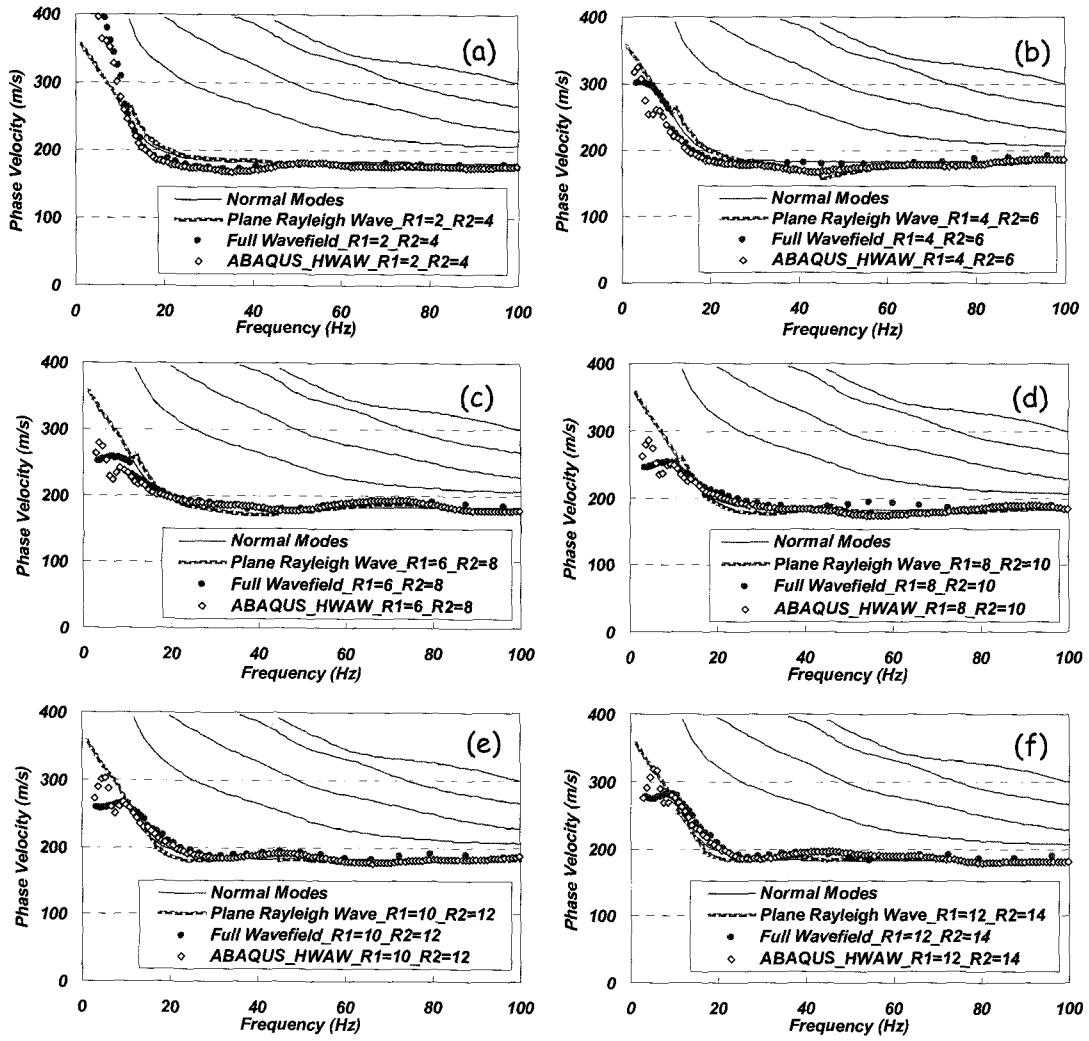 (a)
400
300
200
100
0
Phase Velocity (m/s)
Normal Modes
Plane Rayleigh Wave_R1=2_R2=4
Full Wavefield_R1=2_R2=4
ABAQUS_HWAW_R1=2_R2=4
0 20 40 60 80 100
Frequency (Hz)
(b)
400
300
200
100
0
Phase Velocity (m/s)
Normal Modes
Plane Rayleigh Wave_R1=4_R2=6
Full Wavefield_R1=4_R2=6
ABAQUS_HWAW_R1=4_R2=6
0 20 40 60 80 100
Frequency (Hz)
(c)
400
300
200
100
0
Phase Velocity (m/s)
Normal Modes
Plane Rayleigh Wave_R1=6_R2=8
Full Wavefield_R1=6_R2=8
ABAQUS_HWAW_R1=6_R2=8
0 20 40 60 80 100
Frequency (Hz)
(d)
400
300
200
100
0
Phase Velocity (m/s)
Normal Modes
Plane Rayleigh Wave_R1=8_R2=10
Full Wavefield_R1=8_R2=10
ABAQUS_HWAW_R1=8_R2=10
0 20 40 60 80 100
Frequency (Hz)
(e)
400
300
200
100
0
Phase Velocity (m/s)
Normal Modes
Plane Rayleigh Wave_R1=10_R2=12
Full Wavefield_R1=10_R2=12
ABAQUS_HWAW_R1=10_R2=12
0 20 40 60 80 100
Frequency (Hz)
(f)
400
300
200
100
0
Phase Velocity (m/s)
Normal Modes
Plane Rayleigh Wave_R1=12_R2=14
Full Wavefield_R1=12_R2=14
ABAQUS_HWAW_R1=12_R2=14
0 20 40 60 80 100
Frequency (Hz)